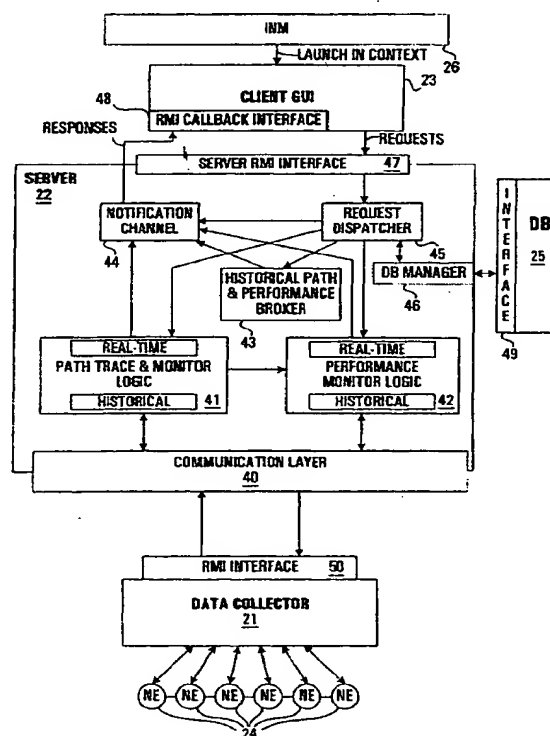 INM
26
LAUNCH IN CONTEXT
23
CLIENT GUI
48
RMI CALLBACK INTERFACE
RESPONSES
REQUESTS
SERVER RMI INTERFACE 47
SERVER
22
NOTIFICATION
CHANNEL
44
REQUEST
DISPATCHER
45
DB MANAGER
46
INTERFACE
49
DB
25
HISTORICAL PATH
& PERFORMANCE
BROKER
43
REAL-TIME
PATH TRACE & MONITOR
LOGIC
HISTORICAL
41
REAL-TIME
PERFORMANCE
MONITOR LOGIC
HISTORICAL
42
COMMUNICATION LAYER
40
RMI INTERFACE 50
DATA COLLECTOR
21
NE NE NE NE NE NE
24